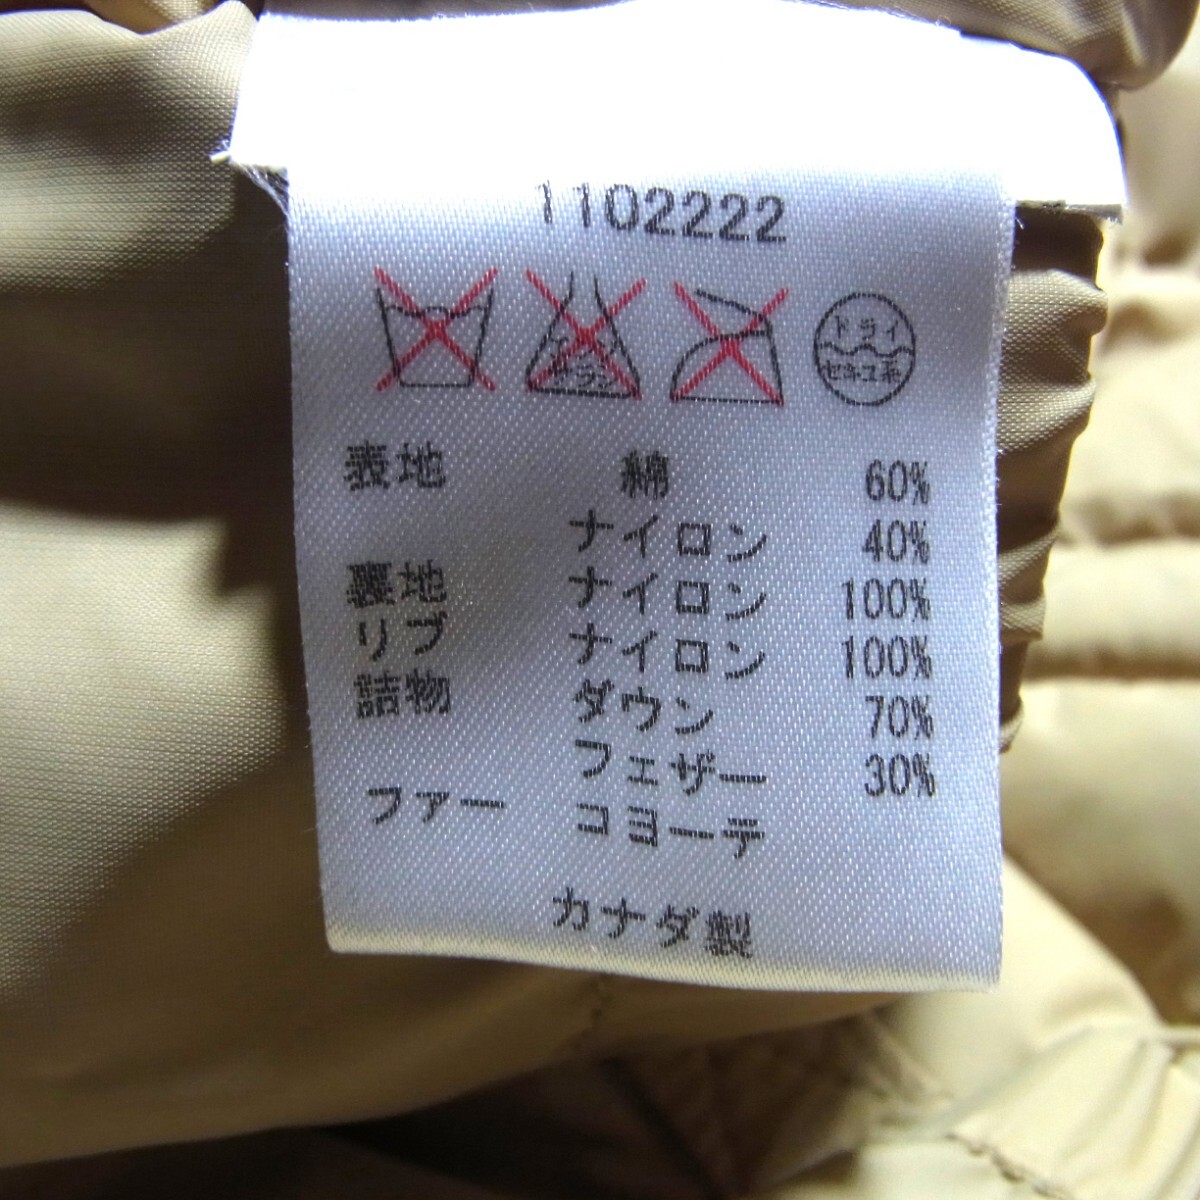 1102222
ドライ
セキユ系
表地 綿 60%
ナイロン 40%
裏地 ナイロン 100%
リブ ナイロン 100%
詰物 ダウン 70%
フェザー 30%
ファー コヨーテ
カナダ製